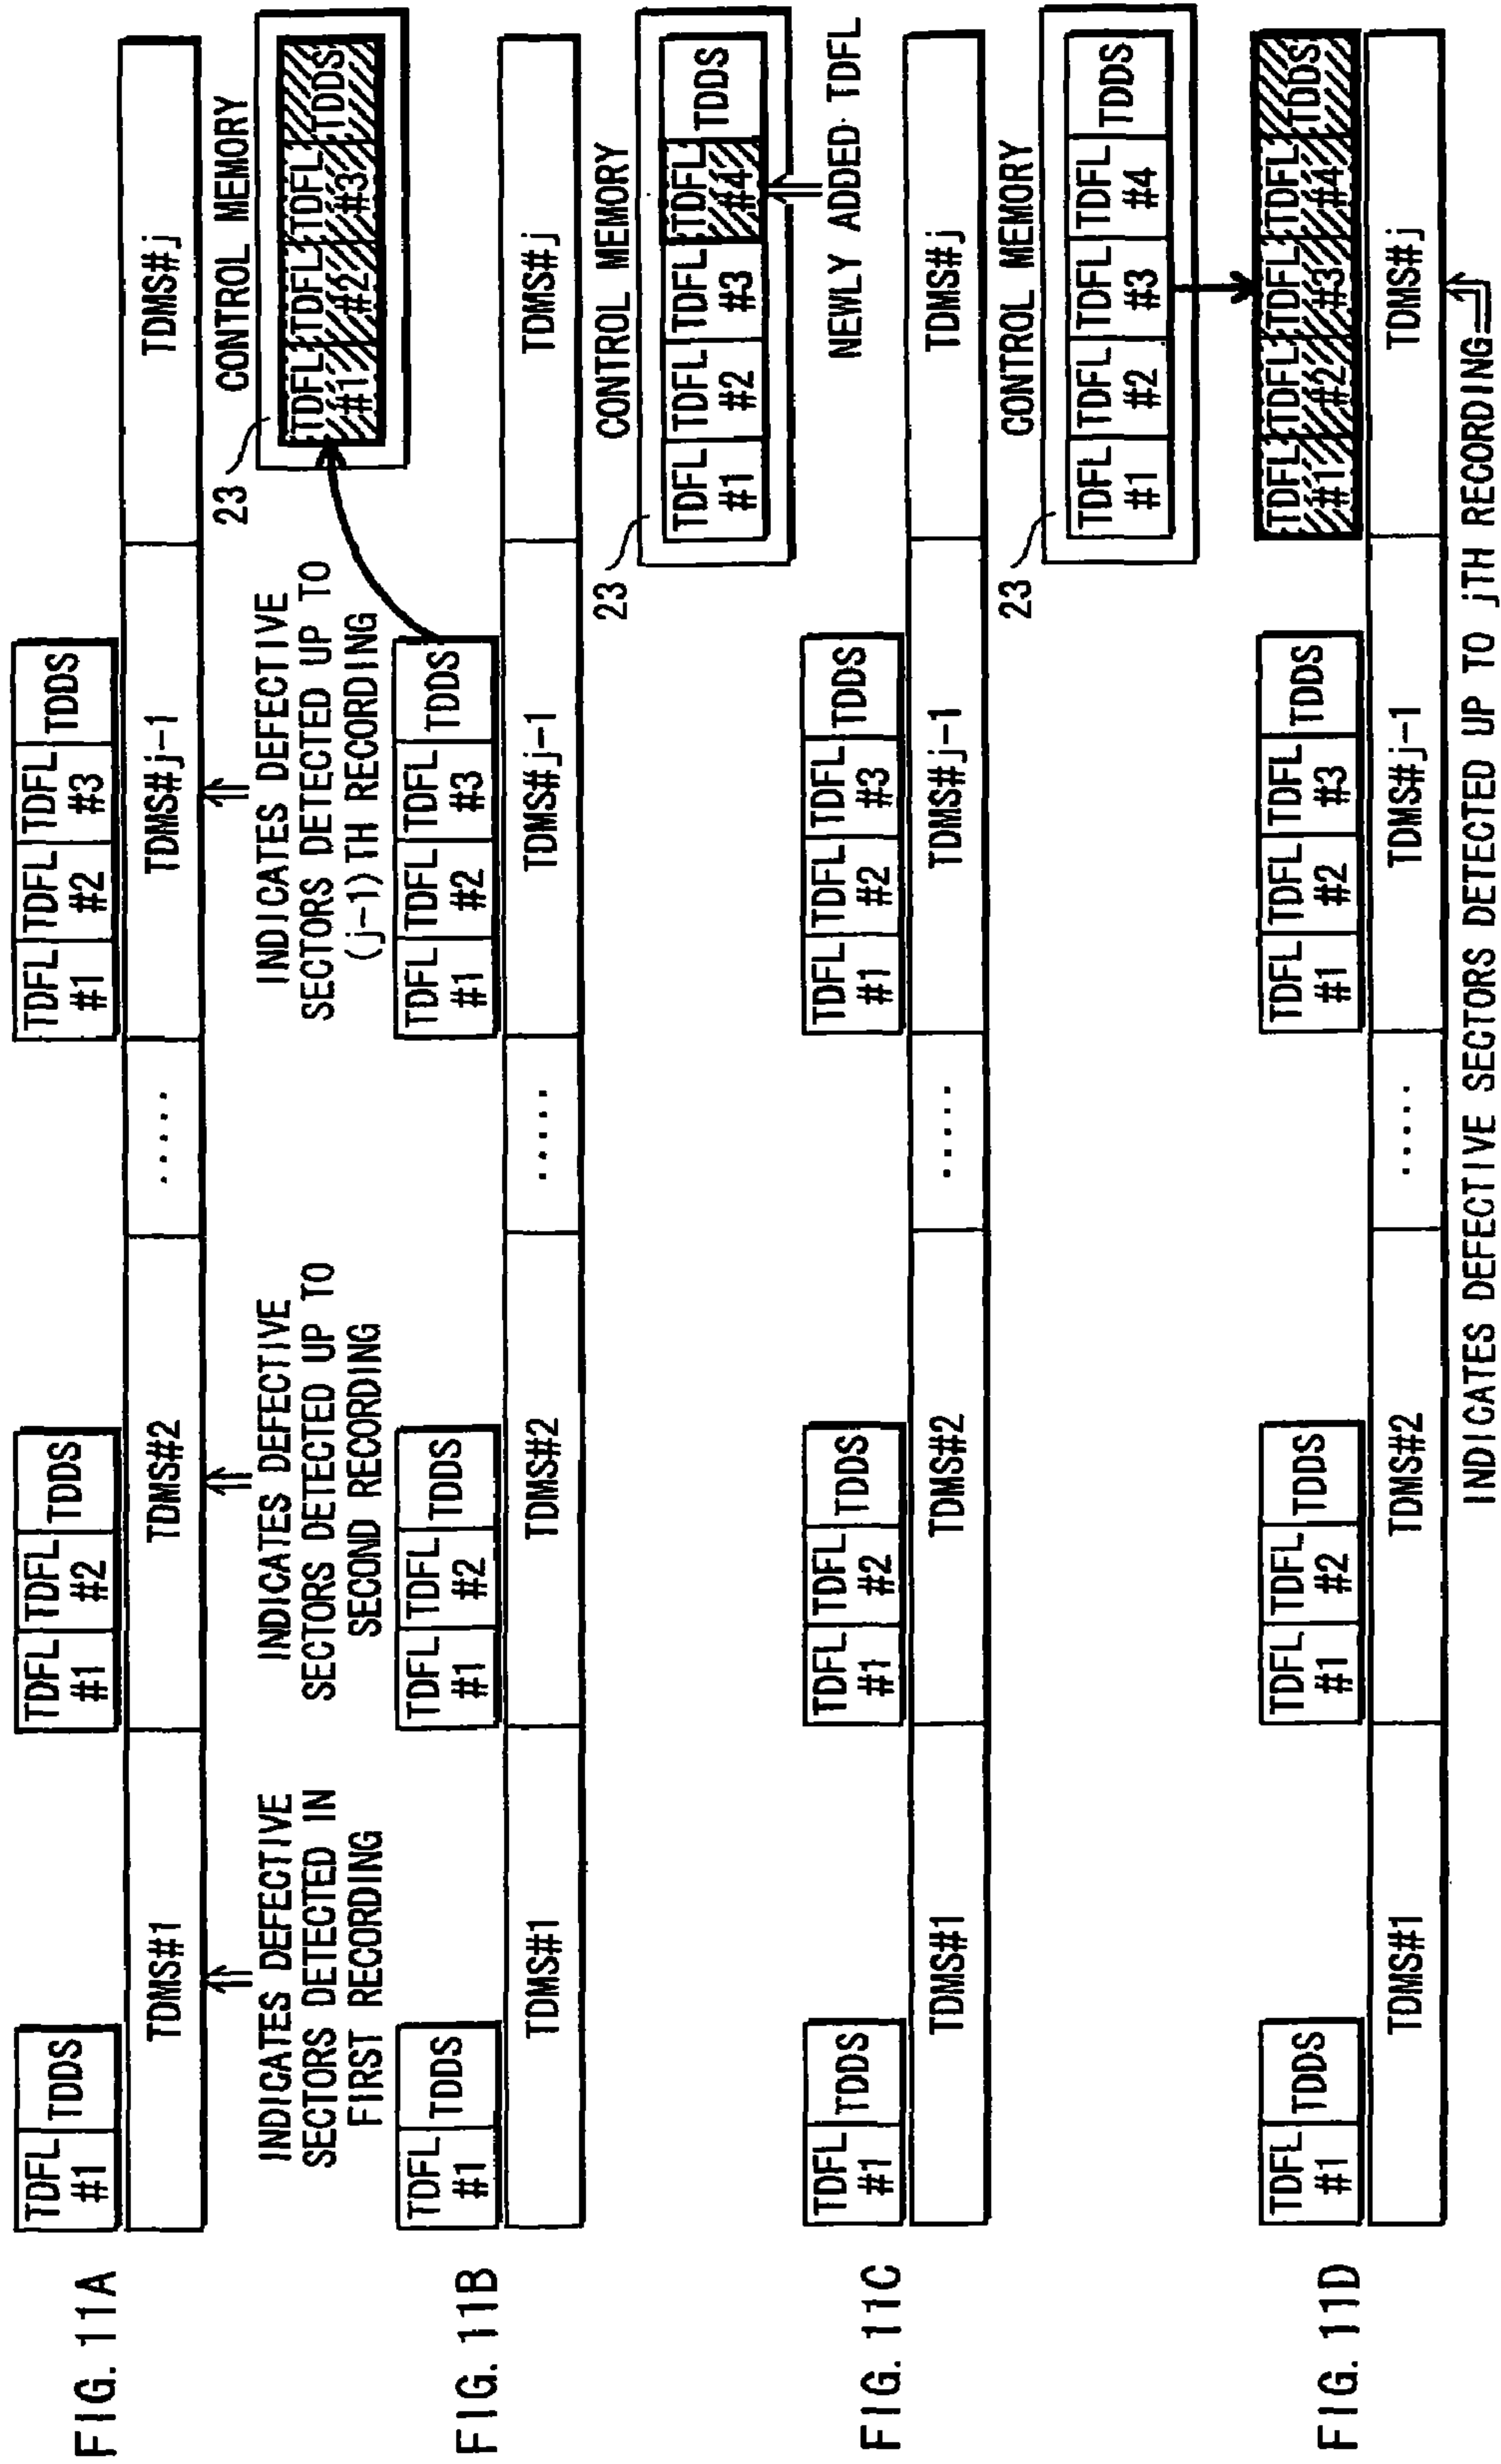 FIG. 11A
TDFL #1 TDDS
TDFL #1 TDFL #2 TDDS
TDFL #1 TDFL #2 TDFL #3 TDDS
TDMS#1 TDMS#2 ..... TDMS#j-1 TDMS#j
INDICATES DEFECTIVE
SECTORS DETECTED IN
FIRST RECORDING
INDICATES DEFECTIVE
SECTORS DETECTED UP TO
SECOND RECORDING
INDICATES DEFECTIVE
SECTORS DETECTED UP TO
(j-1)TH RECORDING
FIG. 11B
23
CONTROL MEMORY
TDFL #1 TDFL #2 TDFL #3 TDDS
TDFL #1 TDDS
TDFL #1 TDFL #2 TDDS
TDFL #1 TDFL #2 TDFL #3 TDDS
TDMS#1 TDMS#2 ..... TDMS#j-1 TDMS#j
FIG. 11C
23
CONTROL MEMORY
TDFL #1 TDFL #2 TDFL #3 TDFL #4 TDDS
NEWLY ADDED TDFL
TDFL #1 TDDS
TDFL #1 TDFL #2 TDDS
TDFL #1 TDFL #2 TDFL #3 TDDS
TDMS#1 TDMS#2 ..... TDMS#j-1 TDMS#j
FIG. 11D
23
CONTROL MEMORY
TDFL #1 TDFL #2 TDFL #3 TDFL #4 TDDS
TDFL #1 TDDS
TDFL #1 TDFL #2 TDDS
TDFL #1 TDFL #2 TDFL #3 TDDS
TDFL #1 TDFL #2 TDFL #3 TDFL #4 TDDS
TDMS#1 TDMS#2 ..... TDMS#j-1 TDMS#j
INDICATES DEFECTIVE SECTORS DETECTED UP TO jTH RECORDING